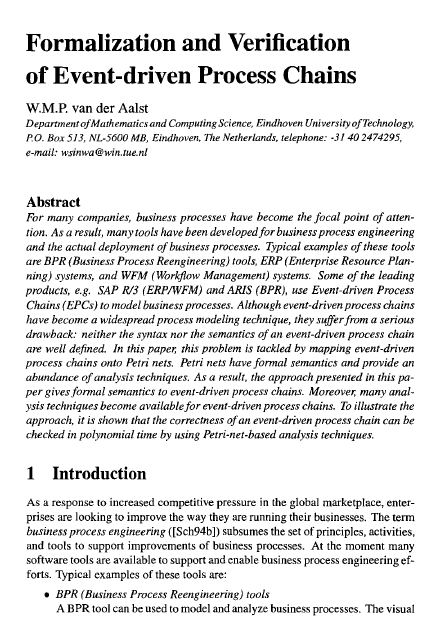 Formalization and Verification
of Event-driven Process Chains
W.M.P. van der Aalst
Department of Mathematics and Computing Science, Eindhoven University of Technology,
P.O. Box 513, NL-5600 MB, Eindhoven, The Netherlands, telephone: -31 40 2474295,
e-mail: wsinwa@win.tue.nl
Abstract
For many companies, business processes have become the focal point of atten-
tion. As a result, many tools have been developed for business process engineering
and the actual deployment of business processes. Typical examples of these tools
are BPR (Business Process Reengineering) tools, ERP (Enterprise Resource Plan-
ning) systems, and WFM (Workflow Management) systems. Some of the leading
products, e.g. SAP R/3 (ERP/WFM) and ARIS (BPR), use Event-driven Process
Chains (EPCs) to model business processes. Although event-driven process chains
have become a widespread process modeling technique, they suffer from a serious
drawback: neither the syntax nor the semantics of an event-driven process chain
are well defined. In this paper, this problem is tackled by mapping event-driven
process chains onto Petri nets. Petri nets have formal semantics and provide an
abundance of analysis techniques. As a result, the approach presented in this pa-
per gives formal semantics to event-driven process chains. Moreover, many anal-
ysis techniques become available for event-driven process chains. To illustrate the
approach, it is shown that the correctness of an event-driven process chain can be
checked in polynomial time by using Petri-net-based analysis techniques.
1 Introduction
As a response to increased competitive pressure in the global marketplace, enter-
prises are looking to improve the way they are running their businesses. The term
business process engineering ([Sch94b]) subsumes the set of principles, activities,
and tools to support improvements of business processes. At the moment many
software tools are available to support and enable business process engineering ef-
forts. Typical examples of these tools are:
• BPR (Business Process Reengineering) tools
A BPR tool can be used to model and analyze business processes. The visual